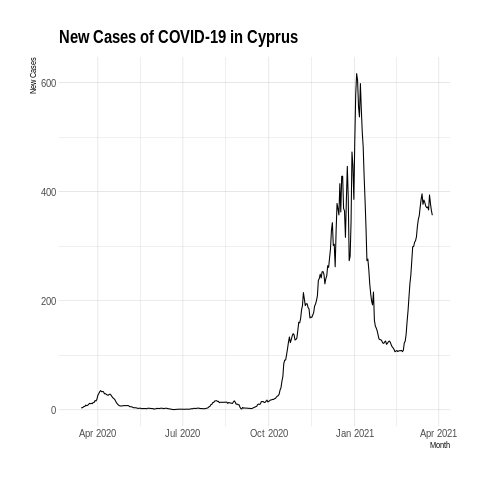 New Cases of COVID-19 in Cyprus
New Cases
600
400
200
0
Apr 2020
Jul 2020
Oct 2020
Jan 2021
Apr 2021
Month